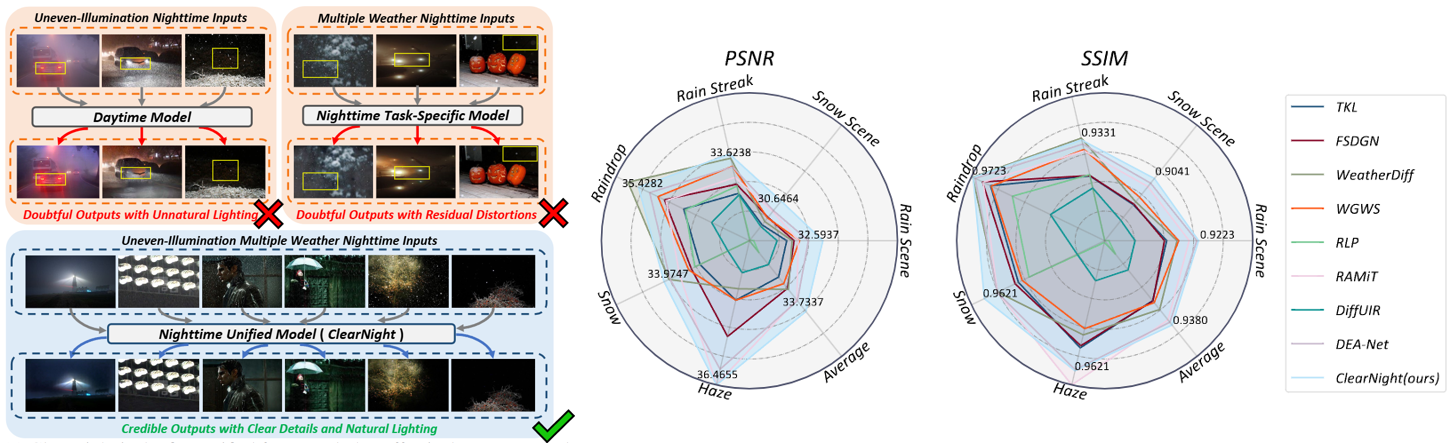 Uneven-Illumination Nighttime Inputs
Daytime Model
Doubtful Outputs with Unnatural Lighting
Multiple Weather Nighttime Inputs
Nighttime Task-Specific Model
Doubtful Outputs with Residual Distortions
Uneven-Illumination Multiple Weather Nighttime Inputs
Nighttime Unified Model ( ClearNight )
Credible Outputs with Clear Details and Natural Lighting
PSNR
Rain Streak
Snow Scene
Raindrop
Rain Scene
Snow
Average
Haze
33.6238
35.4282
30.6464
32.5937
33.9747
33.7337
36.4655
SSIM
Rain Streak
Snow Scene
Raindrop
Rain Scene
Snow
Average
Haze
0.9331
0.9723
0.9041
0.9223
0.9621
0.9380
0.9621
TKL
FSDGN
WeatherDiff
WGWS
RLP
RAMiT
DiffUIR
DEA-Net
ClearNight(ours)